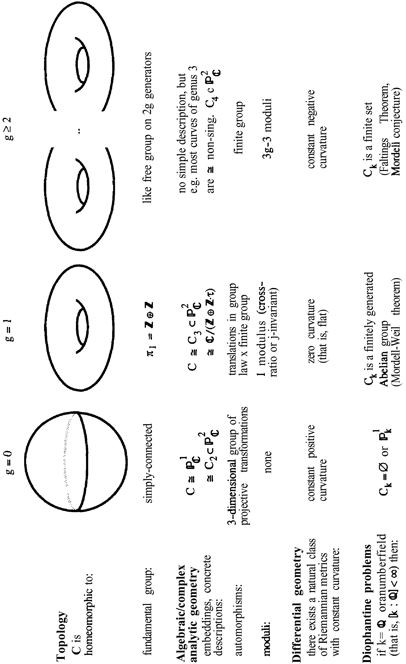 g=0
g=1
g≥2
Topology
C is
homeomorphic to:
..
fundamental group:
simply-connected
π₁ = ℤ ⊕ ℤ
like free group on 2g generators
Algebraic/complex
analytic geometry
embeddings, concrete
descriptions:
C ≅ ℙ¹_ℂ
≅ C₂ ⊂ ℙ²_ℂ
C ≅ C₃ ⊂ ℙ²_ℂ
≅ ℂ/(ℤ ⊕ ℤ·τ)
no simple description, but
e.g. most curves of genus 3
are ≅ non-sing, C₄ ⊂ ℙ²_ℂ
automorphisms:
3-dimensional group of
projective transformations
translations in group
law x finite group
finite group
moduli:
none
1 modulus (cross-
ratio or j-invariant)
3g-3 moduli
Differential geometry
there exists a natural class
of Riemannian metrics
with constant curvature:
constant positive
curvature
zero curvature
(that is, flat)
constant negative
curvature
Diophantine problems
if k= ℚ oranumberfield
(that is, [k : ℚ]<∞) then:
C_k=∅ or ℙ¹_k
C_k is a finitely generated
Abelian group
(Mordell-Weil theorem)
C_k is a finite set
(Faltings Theorem,
Mordell conjecture)